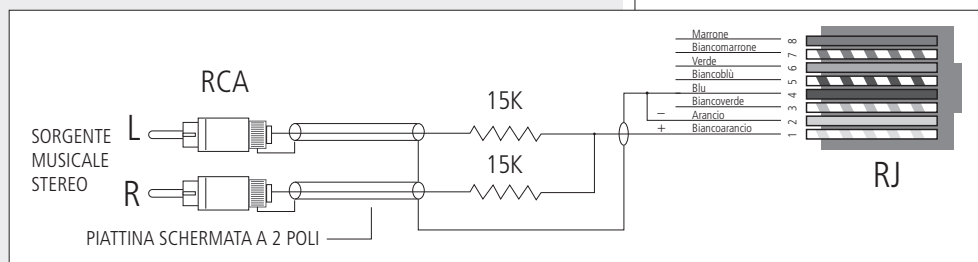 RCA
L
SORGENTE
MUSICALE
STEREO
R
PIATTINA SCHERMATA A 2 POLI
15K
15K
Marrone 8
Biancomarrone 7
Verde 6
Biancoblù 5
Blu 4
Biancoverde 3
– Arancio 2
+ Biancoarancio 1
RJ